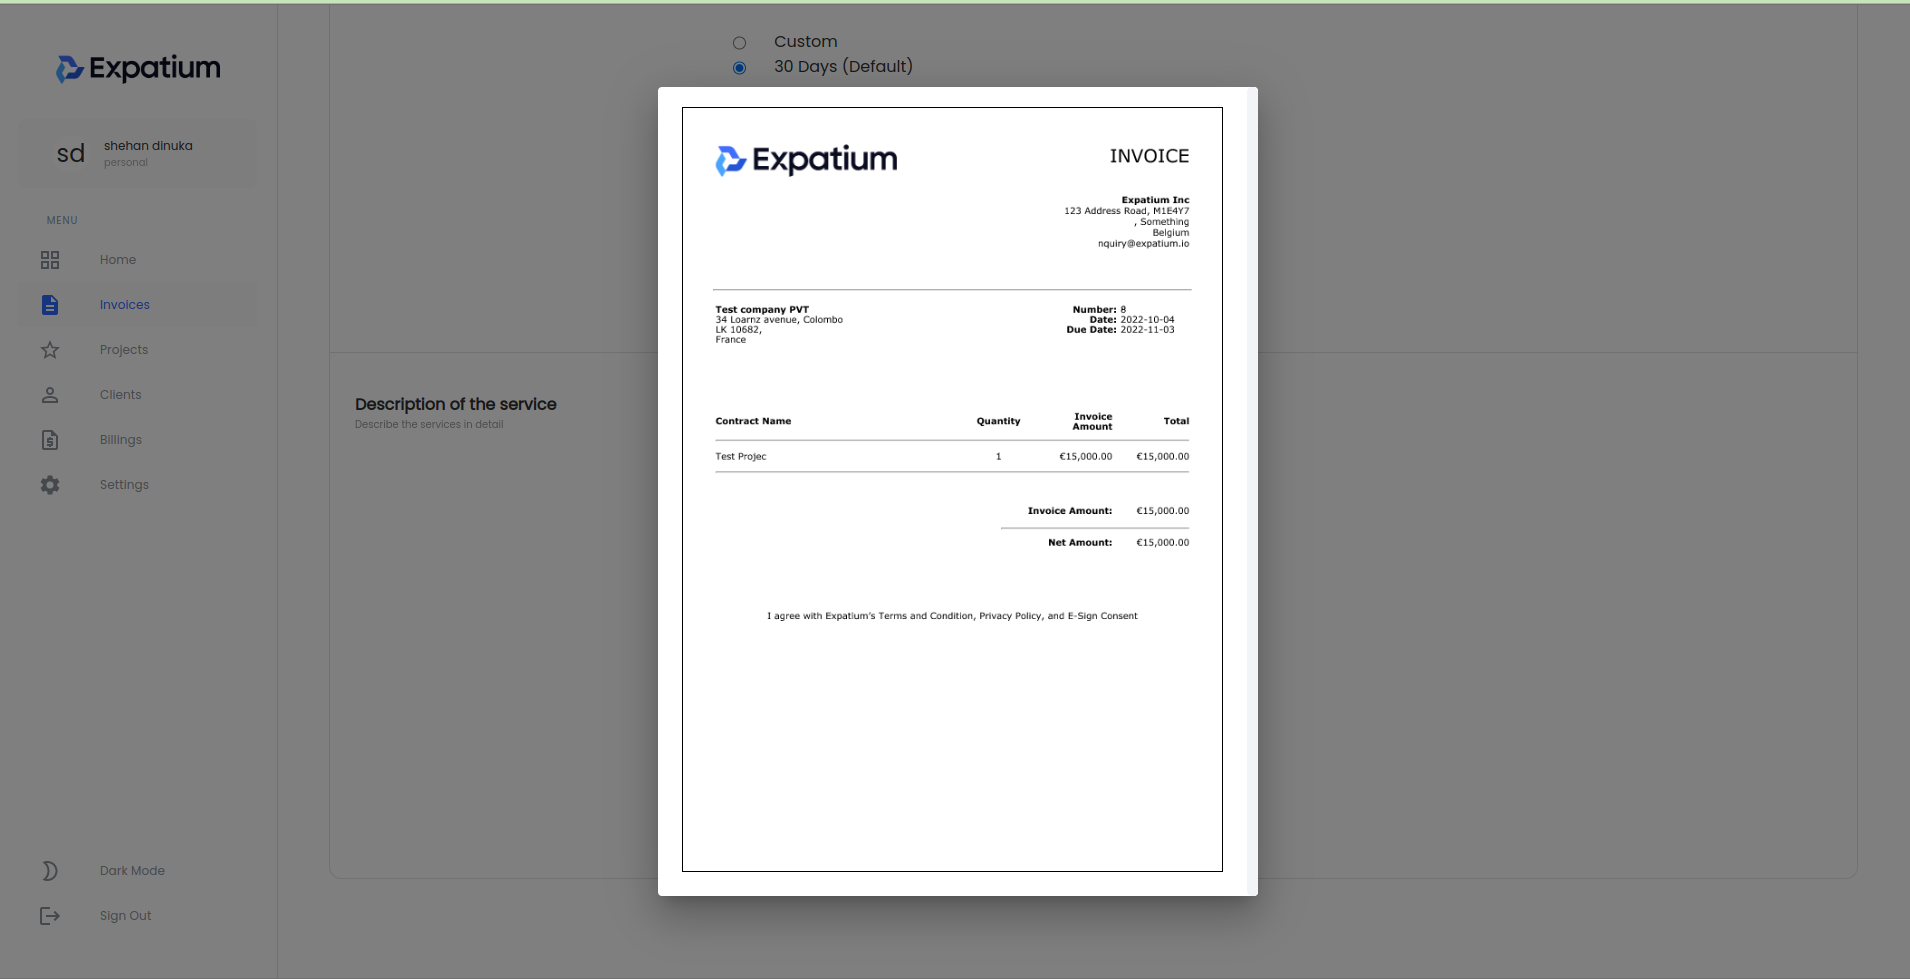 Expatium
sd
shehan dinuka
personal
MENU
Home
Invoices
Projects
Clients
Billings
Settings
Dark Mode
Sign Out
Custom
30 Days (Default)
Description of the service
Describe the services in detail
Expatium
INVOICE
Expatium Inc
123 Address Road, M1E4Y7
, Something
Belgium
nquiry@expatium.io
Test company PVT
34 Loarnz avenue, Colombo
LK 10682,
France
Number: 8
Date: 2022-10-04
Due Date: 2022-11-03
Contract Name Quantity Invoice Amount Total
Test Projec 1 €15,000.00 €15,000.00
Invoice Amount: €15,000.00
Net Amount: €15,000.00
I agree with Expatium's Terms and Condition, Privacy Policy, and E-Sign Consent